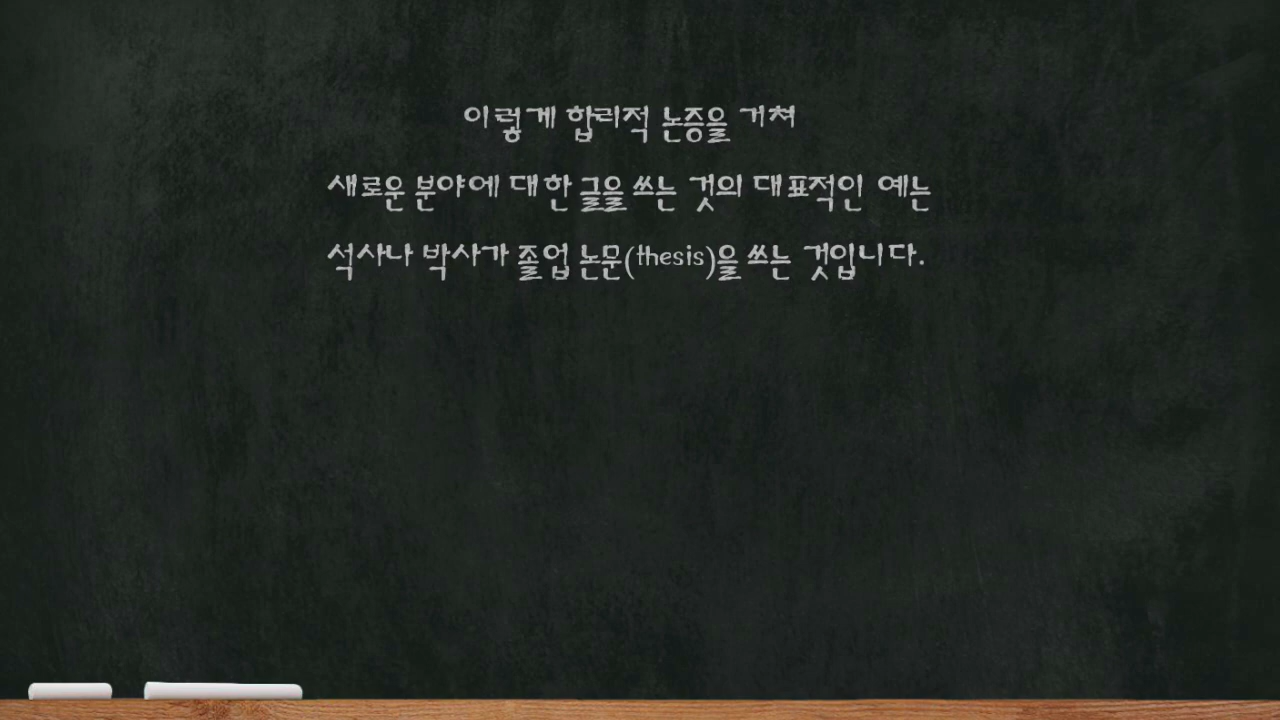 이렇게 합리적 논증을 거쳐
새로운 분야에 대한 글을 쓰는 것의 대표적인 예는
석사나 박사가 졸업 논문(thesis)을 쓰는 것입니다.